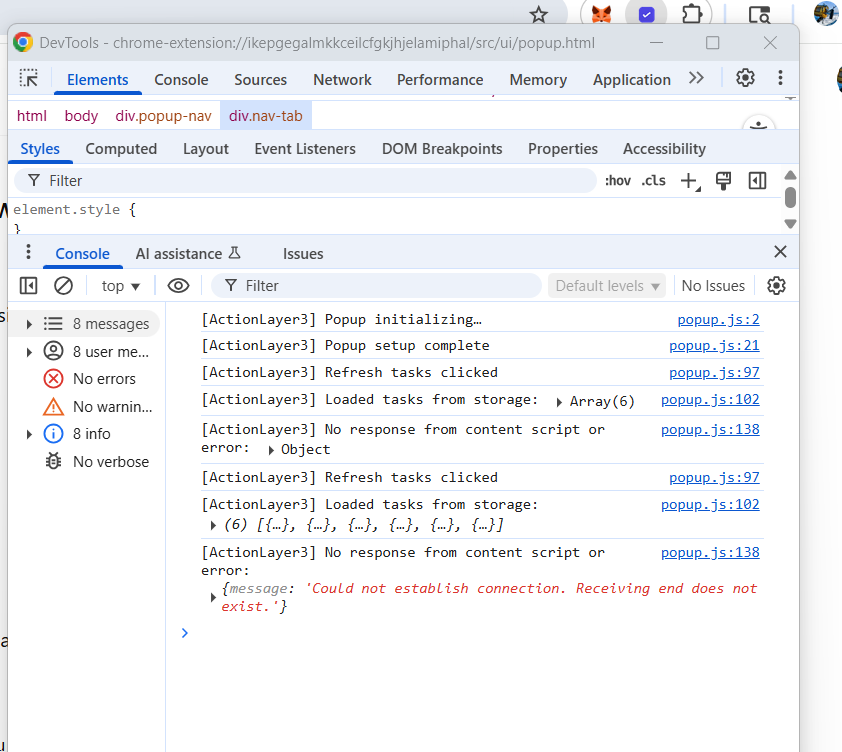 DevTools - chrome-extension://ikepgegalmkkceilcfgkjhjelamiphal/src/ui/popup.html
Elements Console Sources Network Performance Memory Application
html body div.popup-nav div.nav-tab
Styles Computed Layout Event Listeners DOM Breakpoints Properties Accessibility
Filter :hov .cls
element.style {
}
Console AI assistance Issues
top Filter Default levels No Issues
8 messages
8 user me...
No errors
No warnin...
8 info
No verbose
[ActionLayer3] Popup initializing… popup.js:2
[ActionLayer3] Popup setup complete popup.js:21
[ActionLayer3] Refresh tasks clicked popup.js:97
[ActionLayer3] Loaded tasks from storage: Array(6) popup.js:102
[ActionLayer3] No response from content script or popup.js:138
error: Object
[ActionLayer3] Refresh tasks clicked popup.js:97
[ActionLayer3] Loaded tasks from storage: popup.js:102
(6) [{…}, {…}, {…}, {…}, {…}, {…}]
[ActionLayer3] No response from content script or popup.js:138
error:
{message: 'Could not establish connection. Receiving end does not
exist.'}